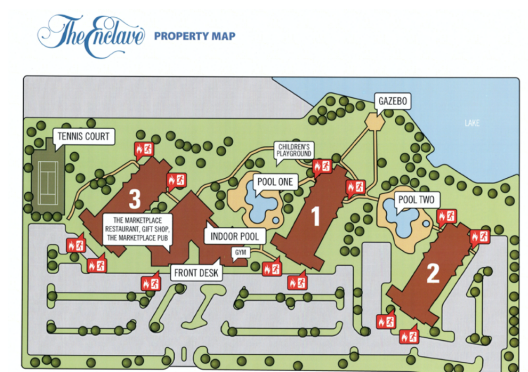 The Enclave PROPERTY MAP
GAZEBO
LAKE
TENNIS COURT
CHILDREN'S
PLAYGROUND
POOL ONE
3
1
POOL TWO
THE MARKETPLACE
RESTAURANT, GIFT SHOP,
THE MARKETPLACE PUB
INDOOR POOL
GYM
FRONT DESK
2